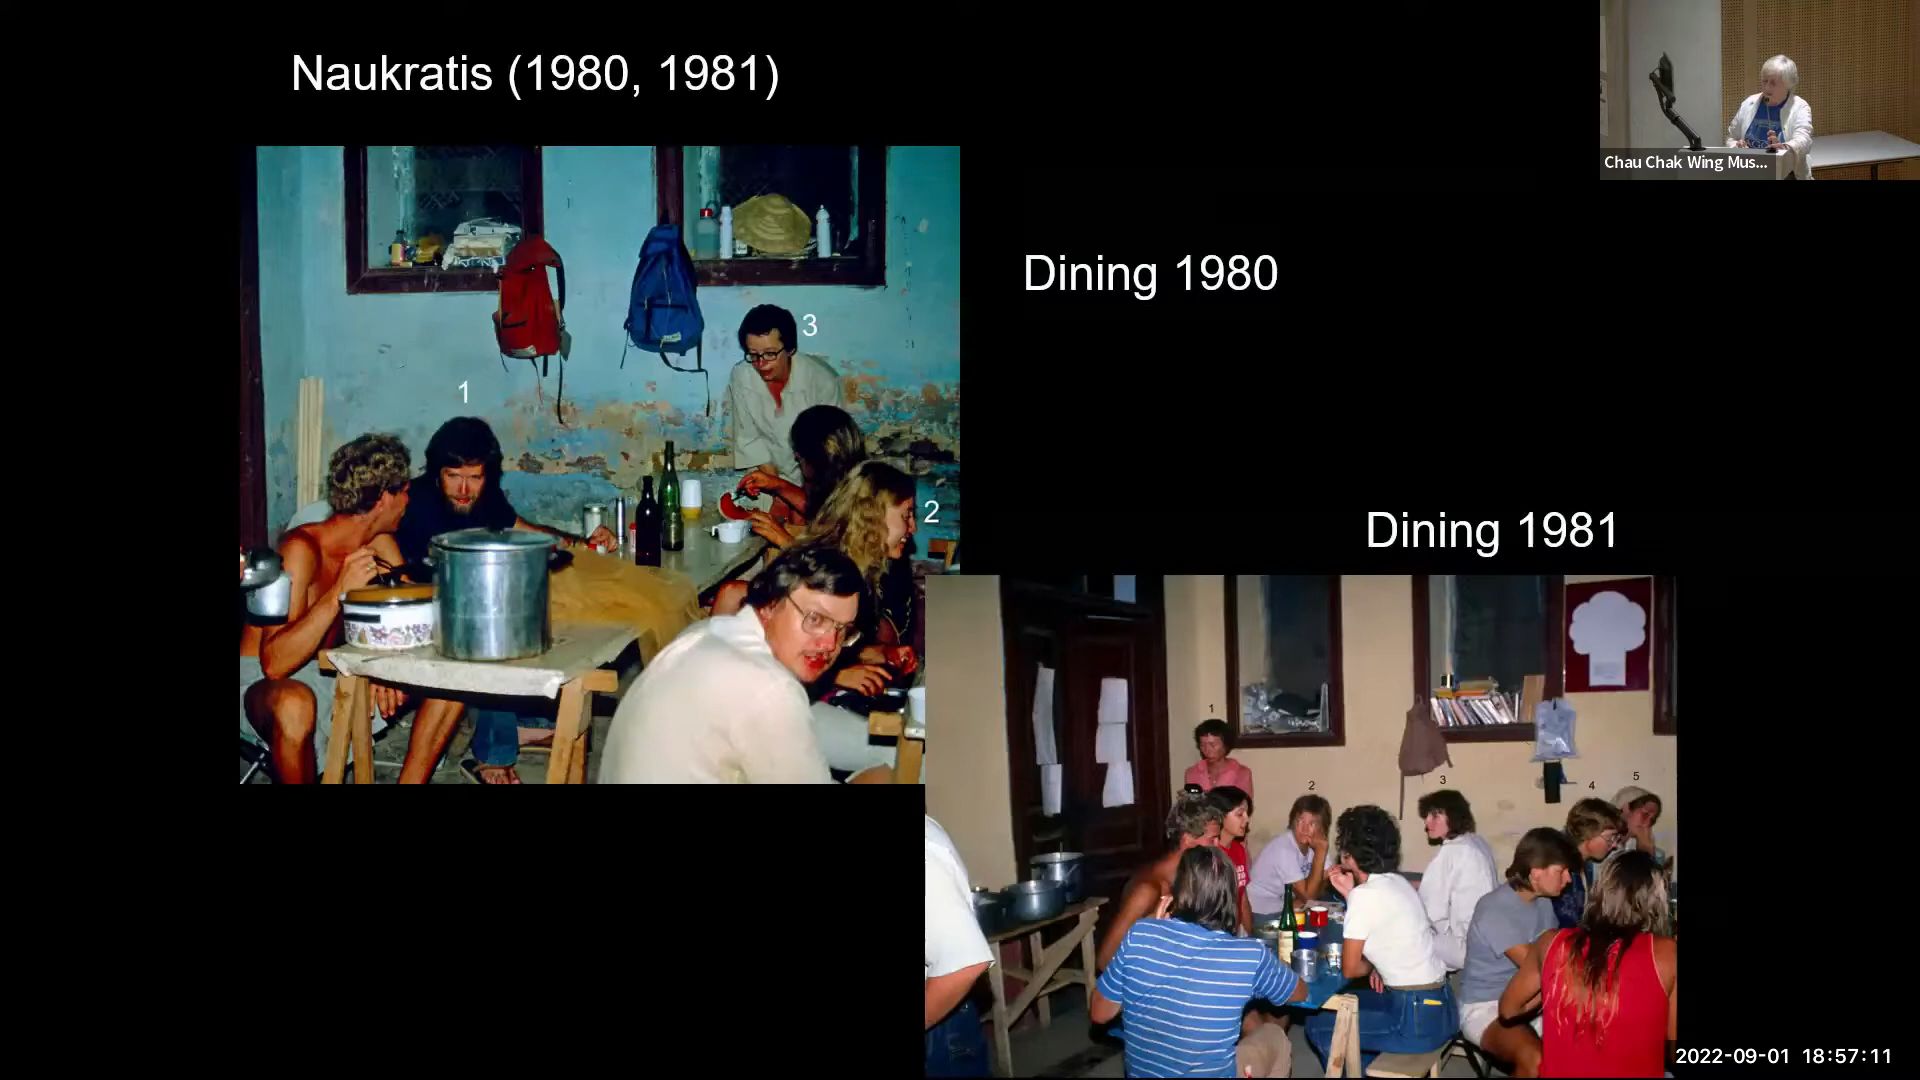 Naukratis (1980, 1981)
Chau Chak Wing Mus...
Dining 1980
3
1
2
Dining 1981
1
2
3
4
5
2022-09-01 18:57:11